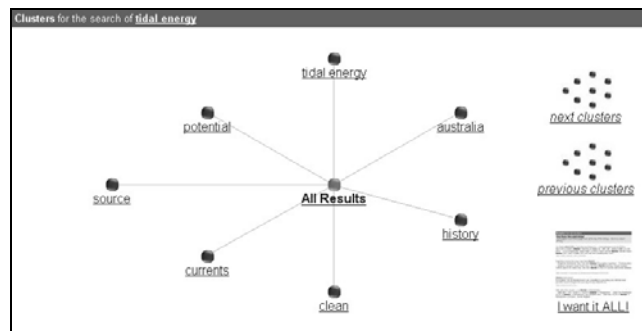 Clusters for the search of tidal energy
tidal energy
potential
australia
next clusters
source
All Results
previous clusters
history
currents
clean
I want it ALL!